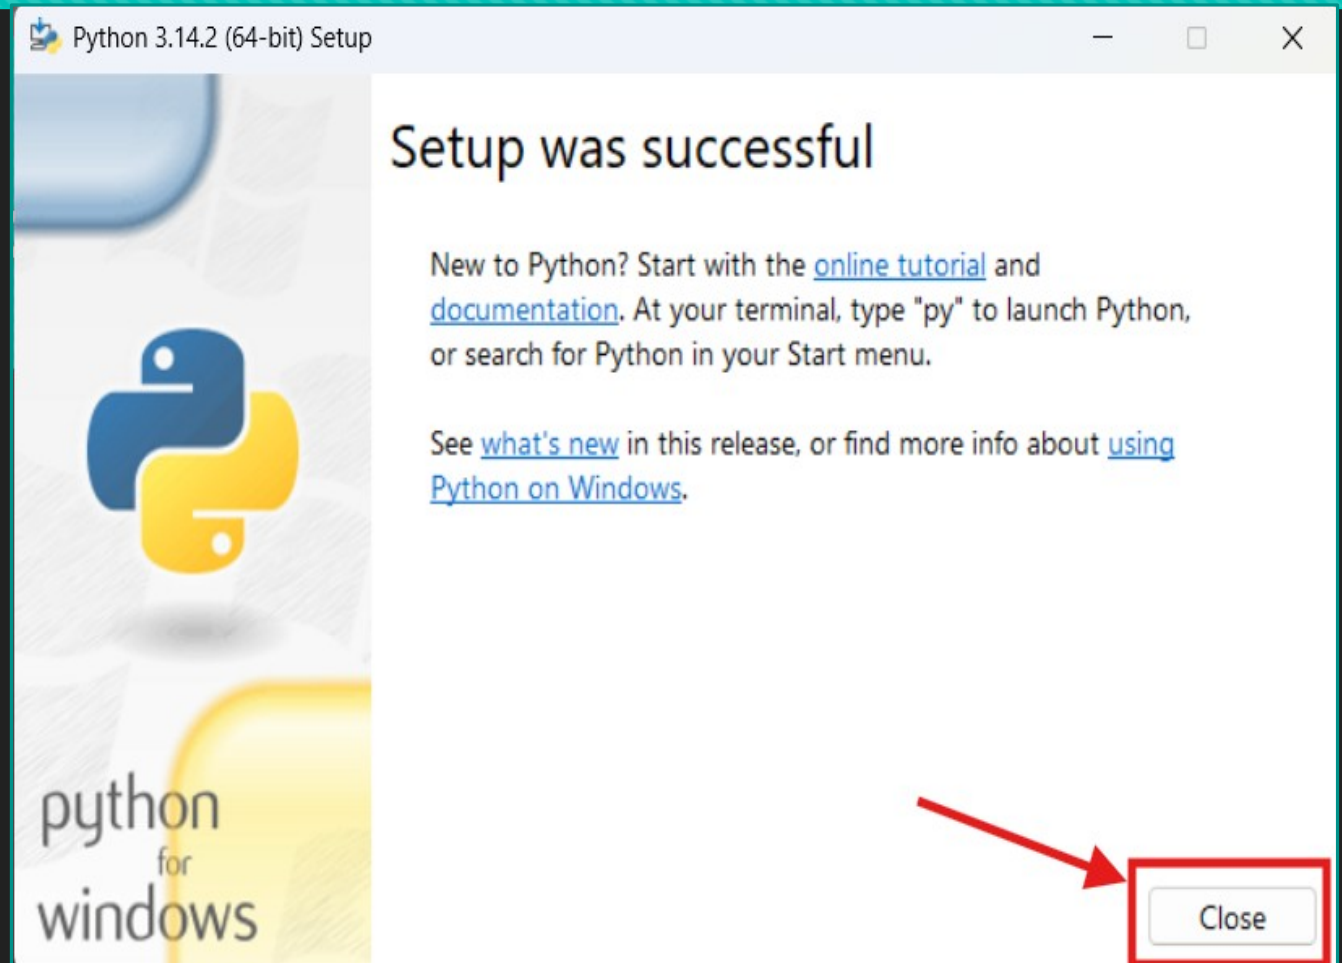 Python 3.14.2 (64-bit) Setup
Setup was successful
New to Python? Start with the online tutorial and
documentation. At your terminal, type "py" to launch Python,
or search for Python in your Start menu.
See what's new in this release, or find more info about using
Python on Windows.
python
for
windows
Close